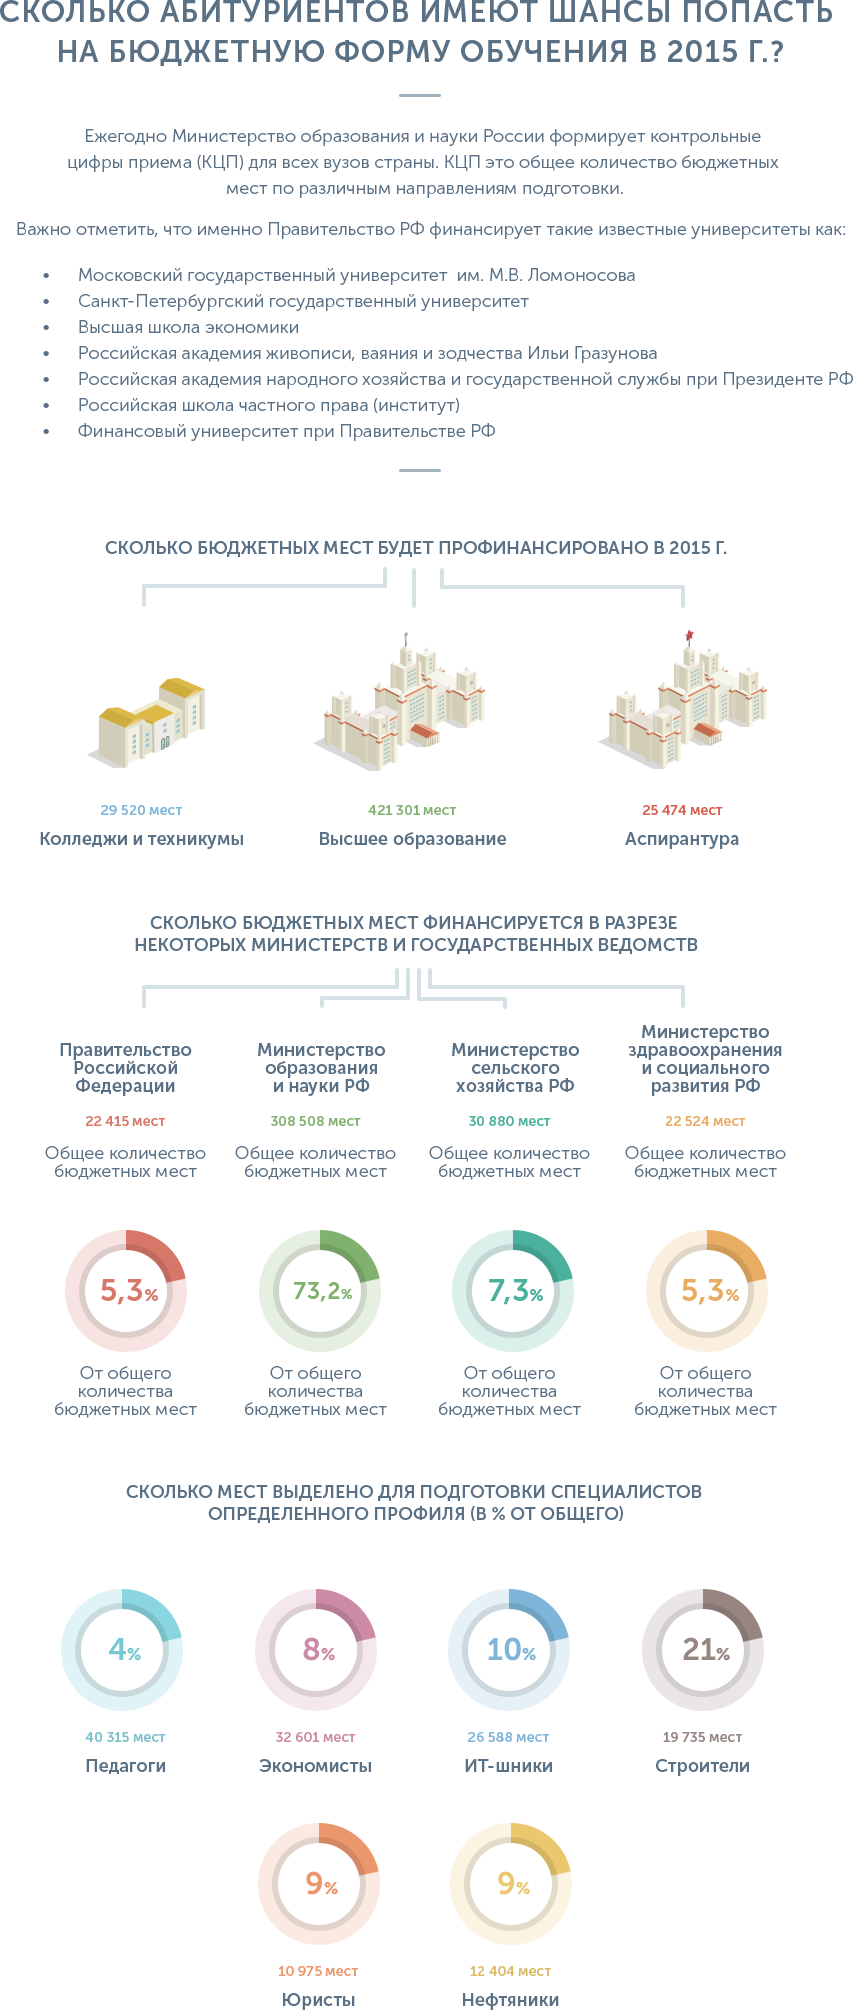 СКОЛЬКО АБИТУРИЕНТОВ ИМЕЮТ ШАНСЫ ПОПАСТЬ
НА БЮДЖЕТНУЮ ФОРМУ ОБУЧЕНИЯ В 2015 Г.?
Ежегодно Министерство образования и науки России формирует контрольные
цифры приема (КЦП) для всех вузов страны. КЦП это общее количество бюджетных
мест по различным направлениям подготовки.
Важно отметить, что именно Правительство РФ финансирует такие известные университеты как:
• Московский государственный университет им. М.В. Ломоносова
• Санкт-Петербургский государственный университет
• Высшая школа экономики
• Российская академия живописи, ваяния и зодчества Ильи Гразунова
• Российская академия народного хозяйства и государственной службы при Президенте РФ
• Российская школа частного права (институт)
• Финансовый университет при Правительстве РФ
СКОЛЬКО БЮДЖЕТНЫХ МЕСТ БУДЕТ ПРОФИНАНСИРОВАНО В 2015 Г.
29 520 мест
Колледжи и техникумы
421 301 мест
Высшее образование
25 474 мест
Аспирантура
СКОЛЬКО БЮДЖЕТНЫХ МЕСТ ФИНАНСИРУЕТСЯ В РАЗРЕЗЕ
НЕКОТОРЫХ МИНИСТЕРСТВ И ГОСУДАРСТВЕННЫХ ВЕДОМСТВ
Правительство
Российской
Федерации
22 415 мест
Общее количество
бюджетных мест
5,3%
От общего
количества
бюджетных мест
Министерство
образования
и науки РФ
308 508 мест
Общее количество
бюджетных мест
73,2%
От общего
количества
бюджетных мест
Министерство
сельского
хозяйства РФ
30 880 мест
Общее количество
бюджетных мест
7,3%
От общего
количества
бюджетных мест
Министерство
здравоохранения
и социального
развития РФ
22 524 мест
Общее количество
бюджетных мест
5,3%
От общего
количества
бюджетных мест
СКОЛЬКО МЕСТ ВЫДЕЛЕНО ДЛЯ ПОДГОТОВКИ СПЕЦИАЛИСТОВ
ОПРЕДЕЛЕННОГО ПРОФИЛЯ (В % ОТ ОБЩЕГО)
4%
40 315 мест
Педагоги
8%
32 601 мест
Экономисты
10%
26 588 мест
ИТ-шники
21%
19 735 мест
Строители
9%
10 975 мест
Юристы
9%
12 404 мест
Нефтяники